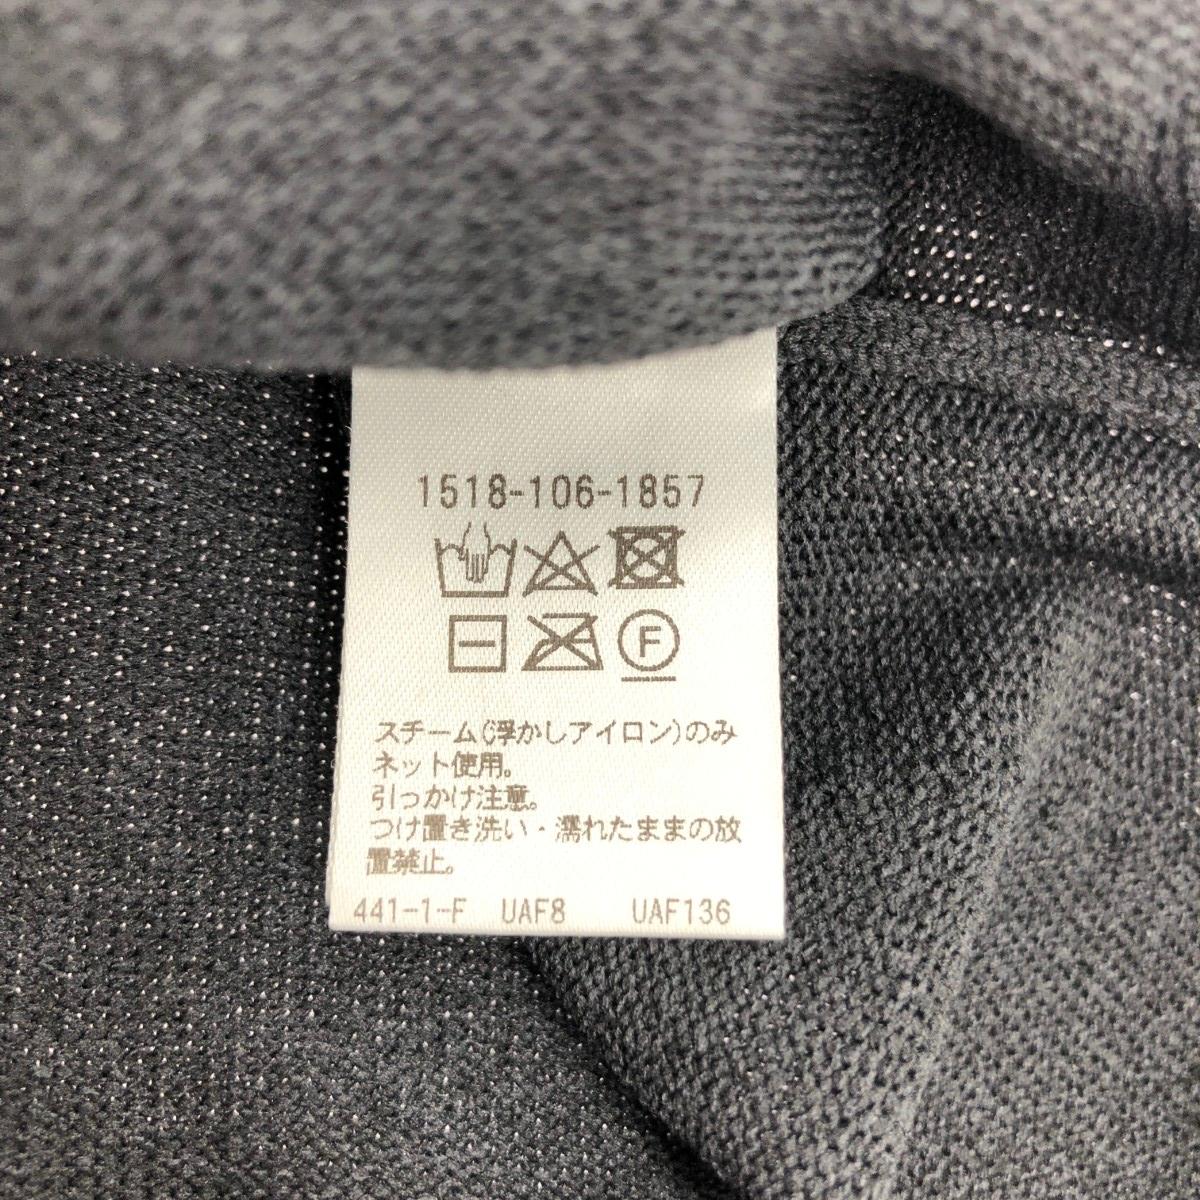 1518-106-1857
F
スチーム(浮かしアイロン)のみ
ネット使用。
引っかけ注意。
つけ置き洗い・濡れたままの放
置禁止。
441-1-F UAF8 UAF136